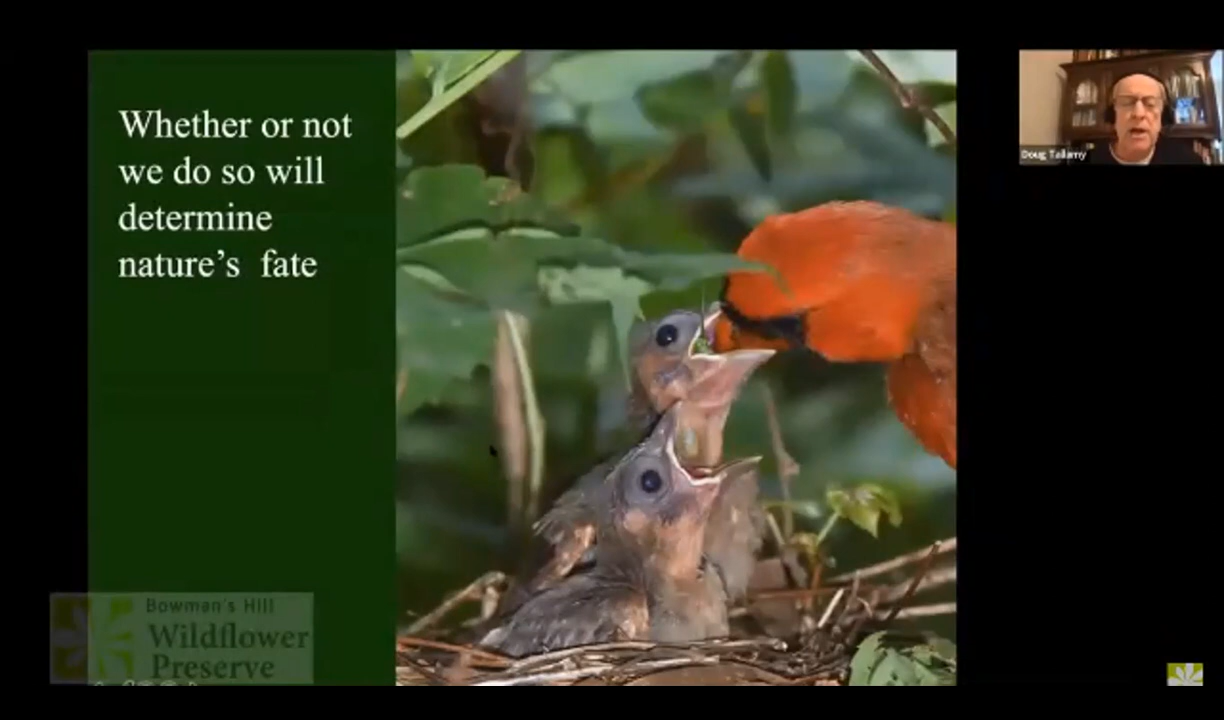 Whether or not
we do so will
determine
nature's fate
Doug Tallamy
Bowman's Hill
Wildflower
Preserve